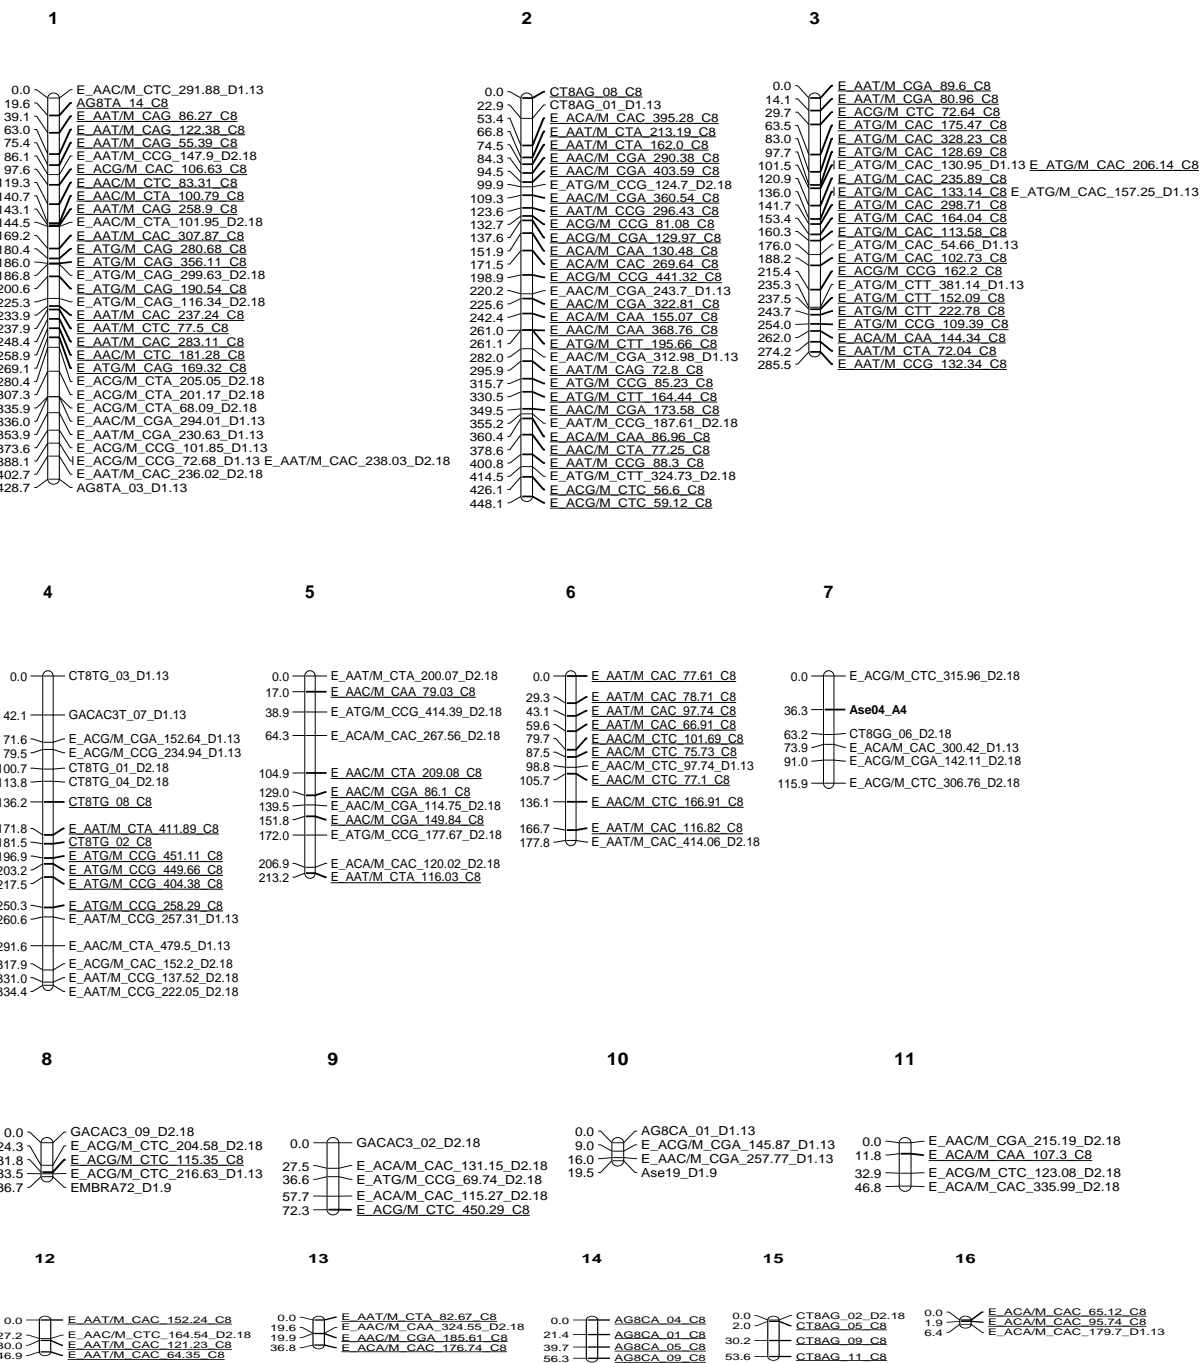 1
0.0 E_AAC/M_CTC_291.88_D1.13
19.6 AG8TA_14_C8
39.1 E_AAT/M_CAG_86.27_C8
63.0 E_AAT/M_CAG_122.38_C8
75.4 E_AAT/M_CAG_55.39_C8
86.1 E_AAT/M_CCG_147.9_D2.18
97.6 E_ACG/M_CAC_106.63_C8
119.3 E_AAC/M_CTC_83.31_C8
140.7 E_AAC/M_CTA_100.79_C8
143.1 E_AAT/M_CAG_258.9_C8
144.5 E_AAC/M_CTA_101.95_D2.18
169.2 E_AAT/M_CAC_307.87_C8
180.4 E_ATG/M_CAG_280.68_C8
186.0 E_ATG/M_CAG_356.11_C8
186.8 E_ATG/M_CAG_299.63_D2.18
200.6 E_ATG/M_CAG_190.54_C8
225.3 E_ATG/M_CAG_116.34_D2.18
233.9 E_AAT/M_CAC_237.24_C8
237.9 E_AAT/M_CTC_77.5_C8
248.4 E_AAT/M_CAC_283.11_C8
258.9 E_AAC/M_CTC_181.28_C8
269.1 E_ATG/M_CAG_169.32_C8
280.4 E_ACG/M_CTA_205.05_D2.18
307.3 E_ACG/M_CTA_201.17_D2.18
335.9 E_ACG/M_CTA_68.09_D2.18
336.0 E_AAC/M_CGA_294.01_D1.13
353.9 E_AAT/M_CGA_230.63_D1.13
373.6 E_ACG/M_CCG_101.85_D1.13
388.1 E_ACG/M_CCG_72.68_D1.13 E_AAT/M_CAC_238.03_D2.18
402.7 E_AAT/M_CAC_236.02_D2.18
428.7 AG8TA_03_D1.13
2
0.0 CT8AG_08_C8
22.9 CT8AG_01_D1.13
53.4 E_ACA/M_CAC_395.28_C8
66.8 E_AAT/M_CTA_213.19_C8
74.5 E_AAT/M_CTA_162.0_C8
84.3 E_AAC/M_CGA_290.38_C8
94.5 E_AAC/M_CGA_403.59_C8
99.9 E_ATG/M_CCG_124.7_D2.18
109.3 E_AAC/M_CGA_360.54_C8
123.6 E_AAT/M_CCG_296.43_C8
132.7 E_ACG/M_CCG_81.08_C8
137.6 E_ACG/M_CGA_129.97_C8
151.9 E_ACA/M_CAA_130.48_C8
171.5 E_ACA/M_CAC_269.64_C8
198.9 E_ACG/M_CCG_441.32_C8
220.2 E_AAC/M_CGA_243.7_D1.13
225.6 E_AAC/M_CGA_322.81_C8
242.4 E_ACA/M_CAA_155.07_C8
261.0 E_AAC/M_CAA_368.76_C8
261.1 E_ATG/M_CTT_195.66_C8
282.0 E_AAC/M_CGA_312.98_D1.13
295.9 E_AAT/M_CAG_72.8_C8
315.7 E_ATG/M_CCG_85.23_C8
330.5 E_ATG/M_CTT_164.44_C8
349.5 E_AAC/M_CGA_173.58_C8
355.2 E_AAT/M_CCG_187.61_D2.18
360.4 E_ACA/M_CAA_86.96_C8
378.6 E_AAC/M_CTA_77.25_C8
400.8 E_AAT/M_CCG_88.3_C8
414.5 E_ATG/M_CTT_324.73_D2.18
426.1 E_ACG/M_CTC_56.6_C8
448.1 E_ACG/M_CTC_59.12_C8
3
0.0 E_AAT/M_CGA_89.6_C8
14.1 E_AAT/M_CGA_80.96_C8
29.7 E_ACG/M_CTC_72.64_C8
63.5 E_ATG/M_CAC_175.47_C8
83.0 E_ATG/M_CAC_328.23_C8
97.7 E_ATG/M_CAC_128.69_C8
101.5 E_ATG/M_CAC_130.95_D1.13 E_ATG/M_CAC_206.14_C8
120.9 E_ATG/M_CAC_235.89_C8
136.0 E_ATG/M_CAC_133.14_C8 E_ATG/M_CAC_157.25_D1.13
141.7 E_ATG/M_CAC_298.71_C8
153.4 E_ATG/M_CAC_164.04_C8
160.3 E_ATG/M_CAC_113.58_C8
176.0 E_ATG/M_CAC_54.66_D1.13
188.2 E_ATG/M_CAC_102.73_C8
215.4 E_ACG/M_CCG_162.2_C8
235.3 E_ATG/M_CTT_381.14_D1.13
237.5 E_ATG/M_CTT_152.09_C8
243.7 E_ATG/M_CTT_222.78_C8
254.0 E_ATG/M_CCG_109.39_C8
262.0 E_ACA/M_CAA_144.34_C8
274.2 E_AAT/M_CTA_72.04_C8
285.5 E_AAT/M_CCG_132.34_C8
4
0.0 CT8TG_03_D1.13
42.1 GACAC3T_07_D1.13
71.6 E_ACG/M_CGA_152.64_D1.13
79.5 E_ACG/M_CCG_234.94_D1.13
100.7 CT8TG_01_D2.18
113.8 CT8TG_04_D2.18
136.2 CT8TG_08_C8
171.8 E_AAT/M_CTA_411.89_C8
181.5 CT8TG_02_C8
196.9 E_ATG/M_CCG_451.11_C8
203.2 E_ATG/M_CCG_449.66_C8
217.5 E_ATG/M_CCG_404.38_C8
250.3 E_ATG/M_CCG_258.29_C8
260.6 E_AAT/M_CCG_257.31_D1.13
291.6 E_AAC/M_CTA_479.5_D1.13
317.9 E_ACG/M_CAC_152.2_D2.18
331.0 E_AAT/M_CCG_137.52_D2.18
334.4 E_AAT/M_CCG_222.05_D2.18
5
0.0 E_AAT/M_CTA_200.07_D2.18
17.0 E_AAC/M_CAA_79.03_C8
38.9 E_ATG/M_CCG_414.39_D2.18
64.3 E_ACA/M_CAC_267.56_D2.18
104.9 E_AAC/M_CTA_209.08_C8
129.0 E_AAC/M_CGA_86.1_C8
139.5 E_AAC/M_CGA_114.75_D2.18
151.8 E_AAC/M_CGA_149.84_C8
172.0 E_ATG/M_CCG_177.67_D2.18
206.9 E_ACA/M_CAC_120.02_D2.18
213.2 E_AAT/M_CTA_116.03_C8
6
0.0 E_AAT/M_CAC_77.61_C8
29.3 E_AAT/M_CAC_78.71_C8
43.1 E_AAT/M_CAC_97.74_C8
59.6 E_AAT/M_CAC_66.91_C8
79.7 E_AAC/M_CTC_101.69_C8
87.5 E_AAC/M_CTC_75.73_C8
98.8 E_AAC/M_CTC_97.74_D1.13
105.7 E_AAC/M_CTC_77.1_C8
136.1 E_AAC/M_CTC_166.91_C8
166.7 E_AAT/M_CAC_116.82_C8
177.8 E_AAT/M_CAC_414.06_D2.18
7
0.0 E_ACG/M_CTC_315.96_D2.18
36.3 Ase04_A4
63.2 CT8GG_06_D2.18
73.9 E_ACA/M_CAC_300.42_D1.13
91.0 E_ACG/M_CGA_142.11_D2.18
115.9 E_ACG/M_CTC_306.76_D2.18
8
0.0 GACAC3_09_D2.18
24.3 E_ACG/M_CTC_204.58_D2.18
31.8 E_ACG/M_CTC_115.35_C8
33.5 E_ACG/M_CTC_216.63_D1.13
36.7 EMBRA72_D1.9
9
0.0 GACAC3_02_D2.18
27.5 E_ACA/M_CAC_131.15_D2.18
36.6 E_ATG/M_CCG_69.74_D2.18
57.7 E_ACA/M_CAC_115.27_D2.18
72.3 E_ACG/M_CTC_450.29_C8
10
0.0 AG8CA_01_D1.13
9.0 E_ACG/M_CGA_145.87_D1.13
16.0 E_AAC/M_CGA_257.77_D1.13
19.5 Ase19_D1.9
11
0.0 E_AAC/M_CGA_215.19_D2.18
11.8 E_ACA/M_CAA_107.3_C8
32.9 E_ACG/M_CTC_123.08_D2.18
46.8 E_ACA/M_CAC_335.99_D2.18
12
0.0 E_AAT/M_CAC_152.24_C8
27.2 E_AAC/M_CTC_164.54_D2.18
30.0 E_AAT/M_CAC_121.23_C8
46.9 E_AAT/M_CAC_64.35_C8
13
0.0 E_AAT/M_CTA_82.67_C8
19.6 E_AAC/M_CAA_324.55_D2.18
19.9 E_AAC/M_CGA_185.61_C8
36.8 E_ACA/M_CAC_176.74_C8
14
0.0 AG8CA_04_C8
21.4 AG8CA_01_C8
39.7 AG8CA_05_C8
56.3 AG8CA_09_C8
15
0.0 CT8AG_02_D2.18
2.0 CT8AG_05_C8
30.2 CT8AG_09_C8
53.6 CT8AG_11_C8
16
0.0 E_ACA/M_CAC_65.12_C8
1.9 E_ACA/M_CAC_95.74_C8
6.4 E_ACA/M_CAC_179.7_D1.13